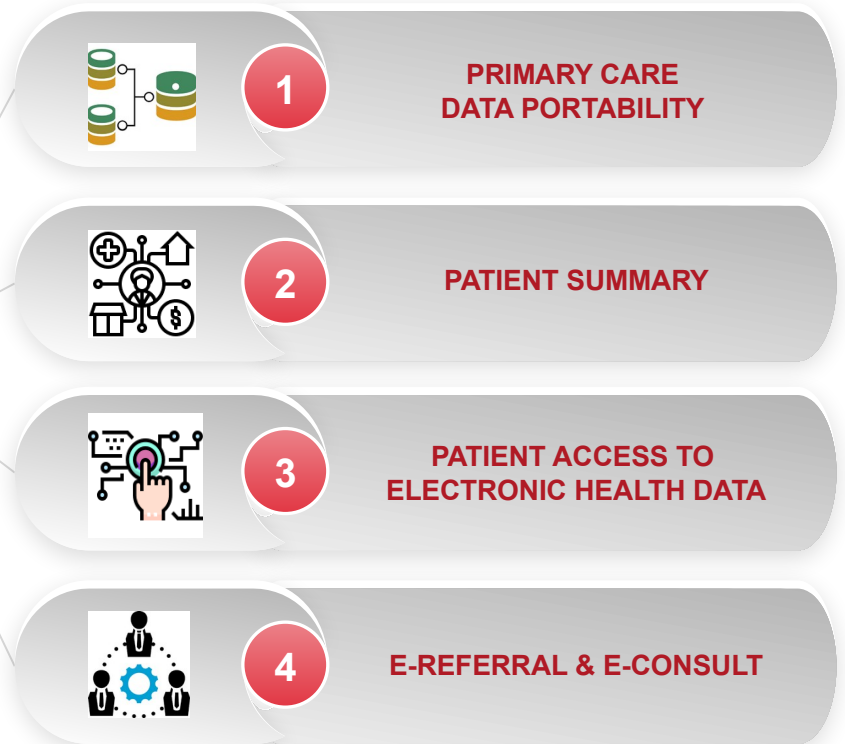 1
PRIMARY CARE
DATA PORTABILITY
2
PATIENT SUMMARY
$
3
PATIENT ACCESS TO
ELECTRONIC HEALTH DATA
4
E-REFERRAL & E-CONSULT